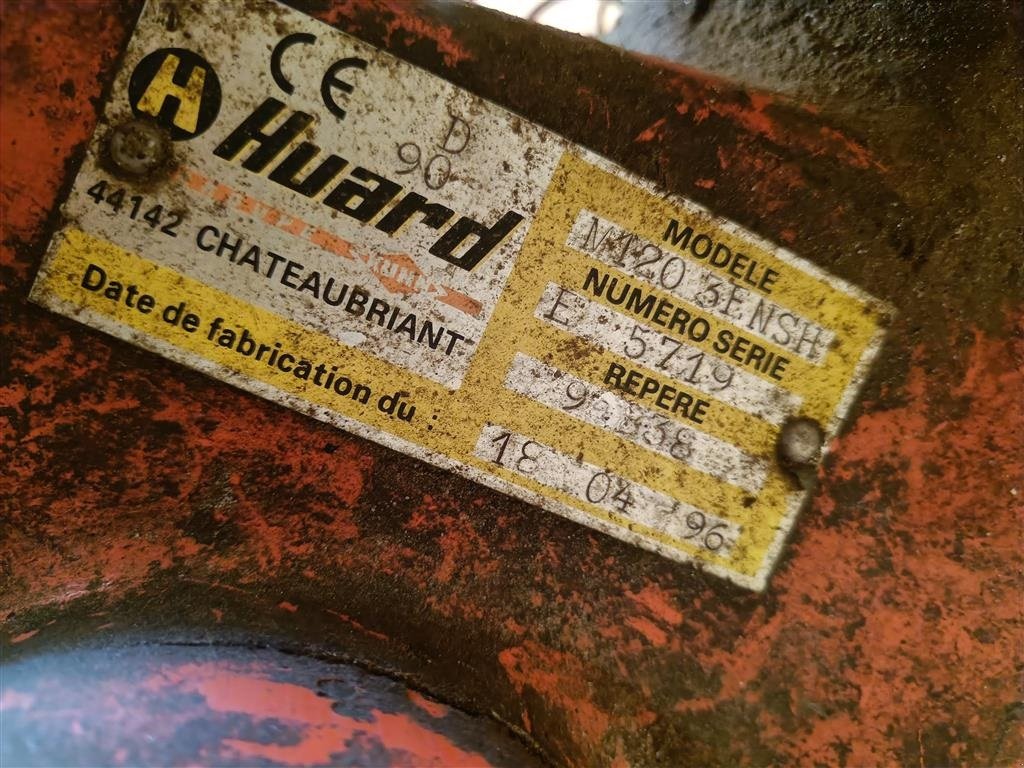 H CE
D
90
Huard
44142 CHATEAUBRIANT
Date de fabrication du :
18 04 96
MODELE
M120 3ENSH
NUMERO SERIE
E 5719
REPERE